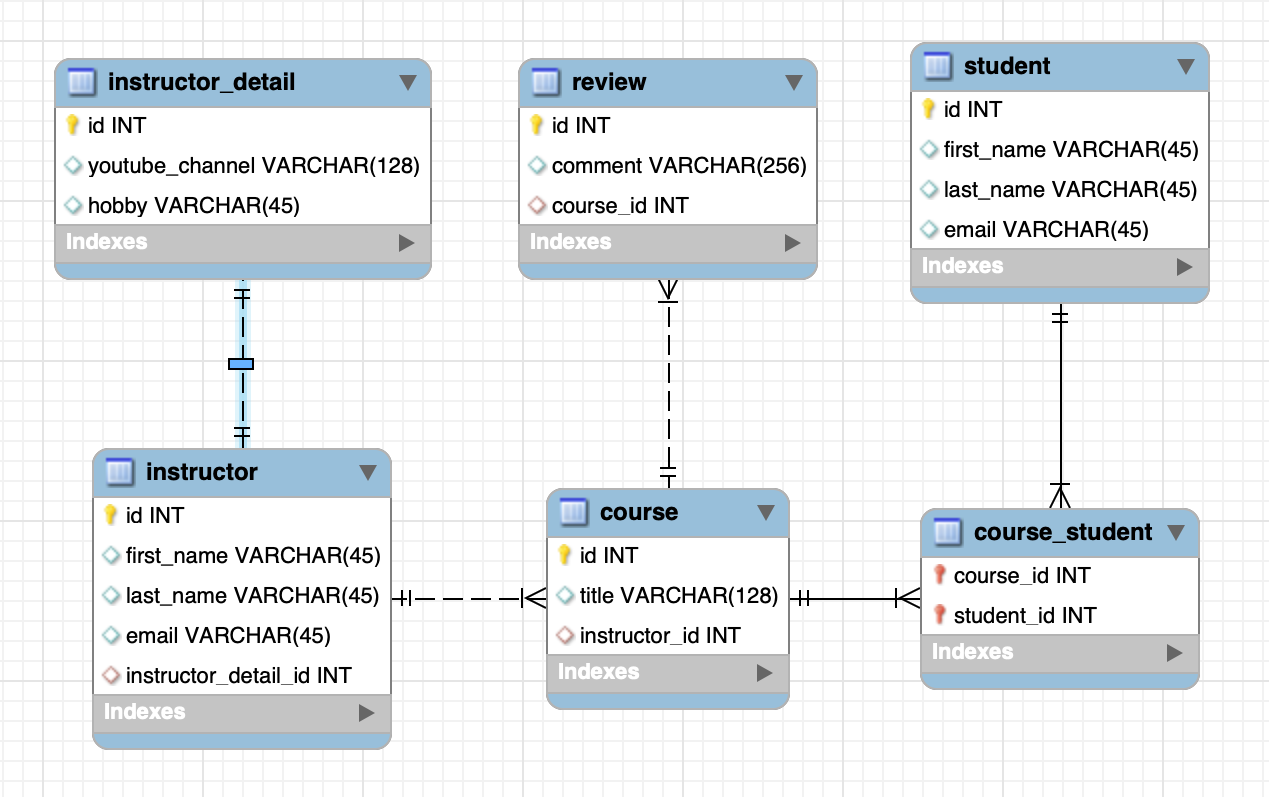 instructor_detail
id INT
youtube_channel VARCHAR(128)
hobby VARCHAR(45)
Indexes
review
id INT
comment VARCHAR(256)
course_id INT
Indexes
student
id INT
first_name VARCHAR(45)
last_name VARCHAR(45)
email VARCHAR(45)
Indexes
instructor
id INT
first_name VARCHAR(45)
last_name VARCHAR(45)
email VARCHAR(45)
instructor_detail_id INT
Indexes
course
id INT
title VARCHAR(128)
instructor_id INT
Indexes
course_student
course_id INT
student_id INT
Indexes